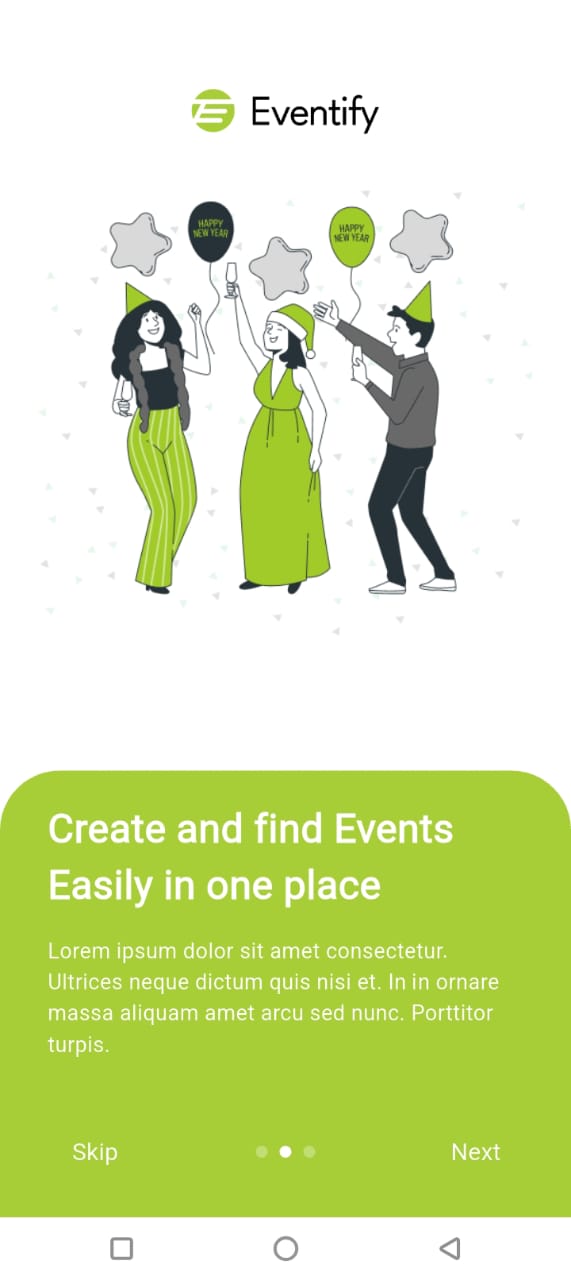 Eventify
HAPPY
NEW YEAR
HAPPY
NEW YEAR
Create and find Events
Easily in one place
Lorem ipsum dolor sit amet consectetur.
Ultrices neque dictum quis nisi et. In in ornare
massa aliquam amet arcu sed nunc. Porttitor
turpis.
Skip
Next